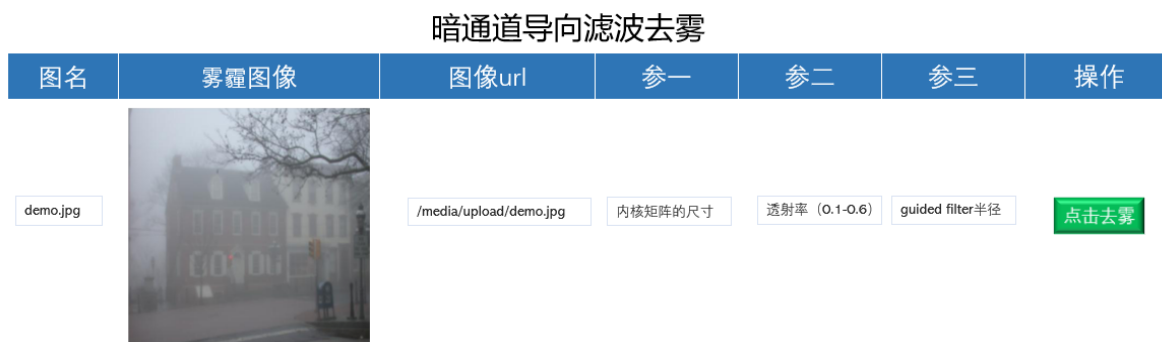 暗通道导向滤波去雾
图名 雾霾图像 图像url 参一 参二 参三 操作
demo.jpg /media/upload/demo.jpg 内核矩阵的尺寸 透射率（0.1-0.6） guided filter半径 点击去雾